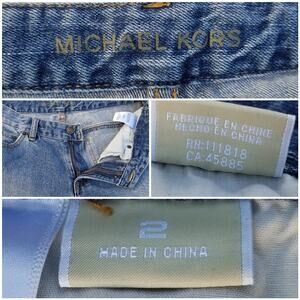 MICHAEL KORS
FABRIQUE EN CHINE
HECHO EN CHINA
RN:111818
CA:45885
2
MADE IN CHINA